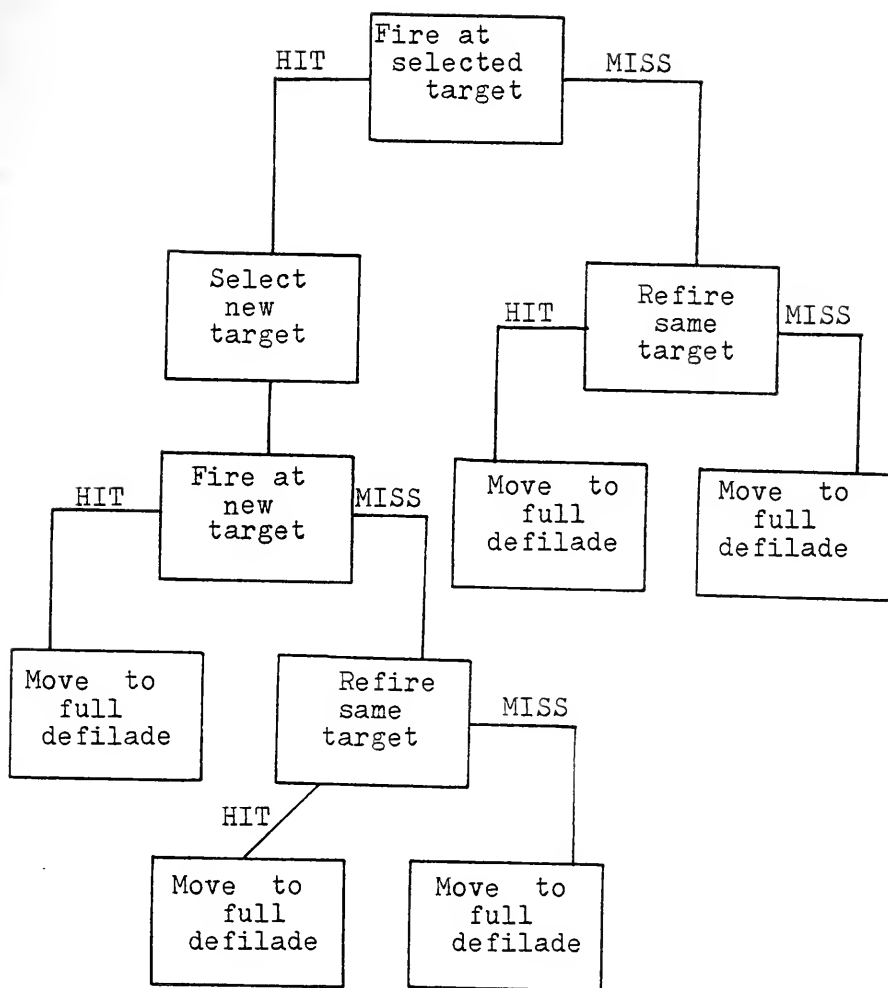 Fire at
selected
target
HIT
MISS
Select
new
target
Refire
same
target
HIT
MISS
Fire at
new
target
HIT
MISS
Move to
full
defilade
Move to
full
defilade
Move to
full
defilade
Refire
same
target
MISS
HIT
Move to
full
defilade
Move to
full
defilade